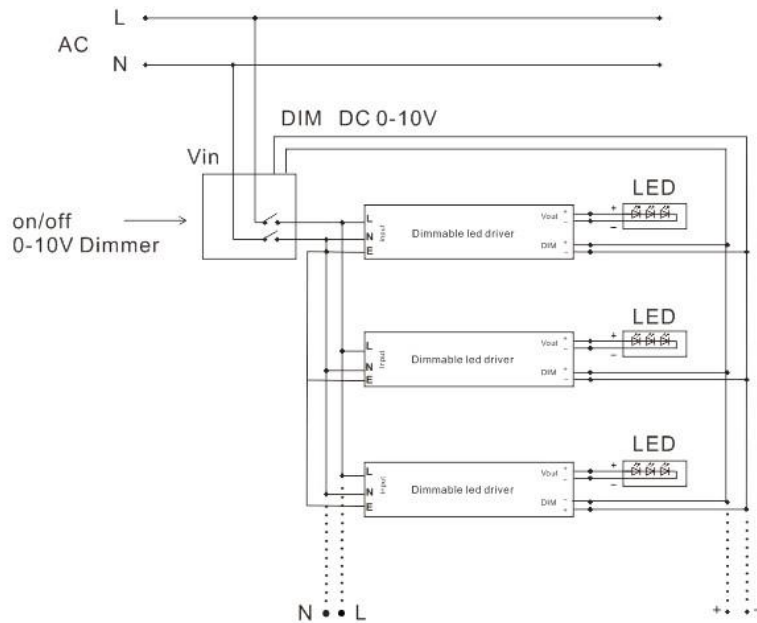 L
AC
N
DIM DC 0-10V
Vin
on/off
0-10V Dimmer
L
N
E
Input
Dimmable led driver
Vout + -
DIM + -
+
-
LED
L
N
E
Input
Dimmable led driver
Vout + -
DIM + -
+
-
LED
L
N
E
Input
Dimmable led driver
Vout + -
DIM + -
+
-
LED
N L
+ -